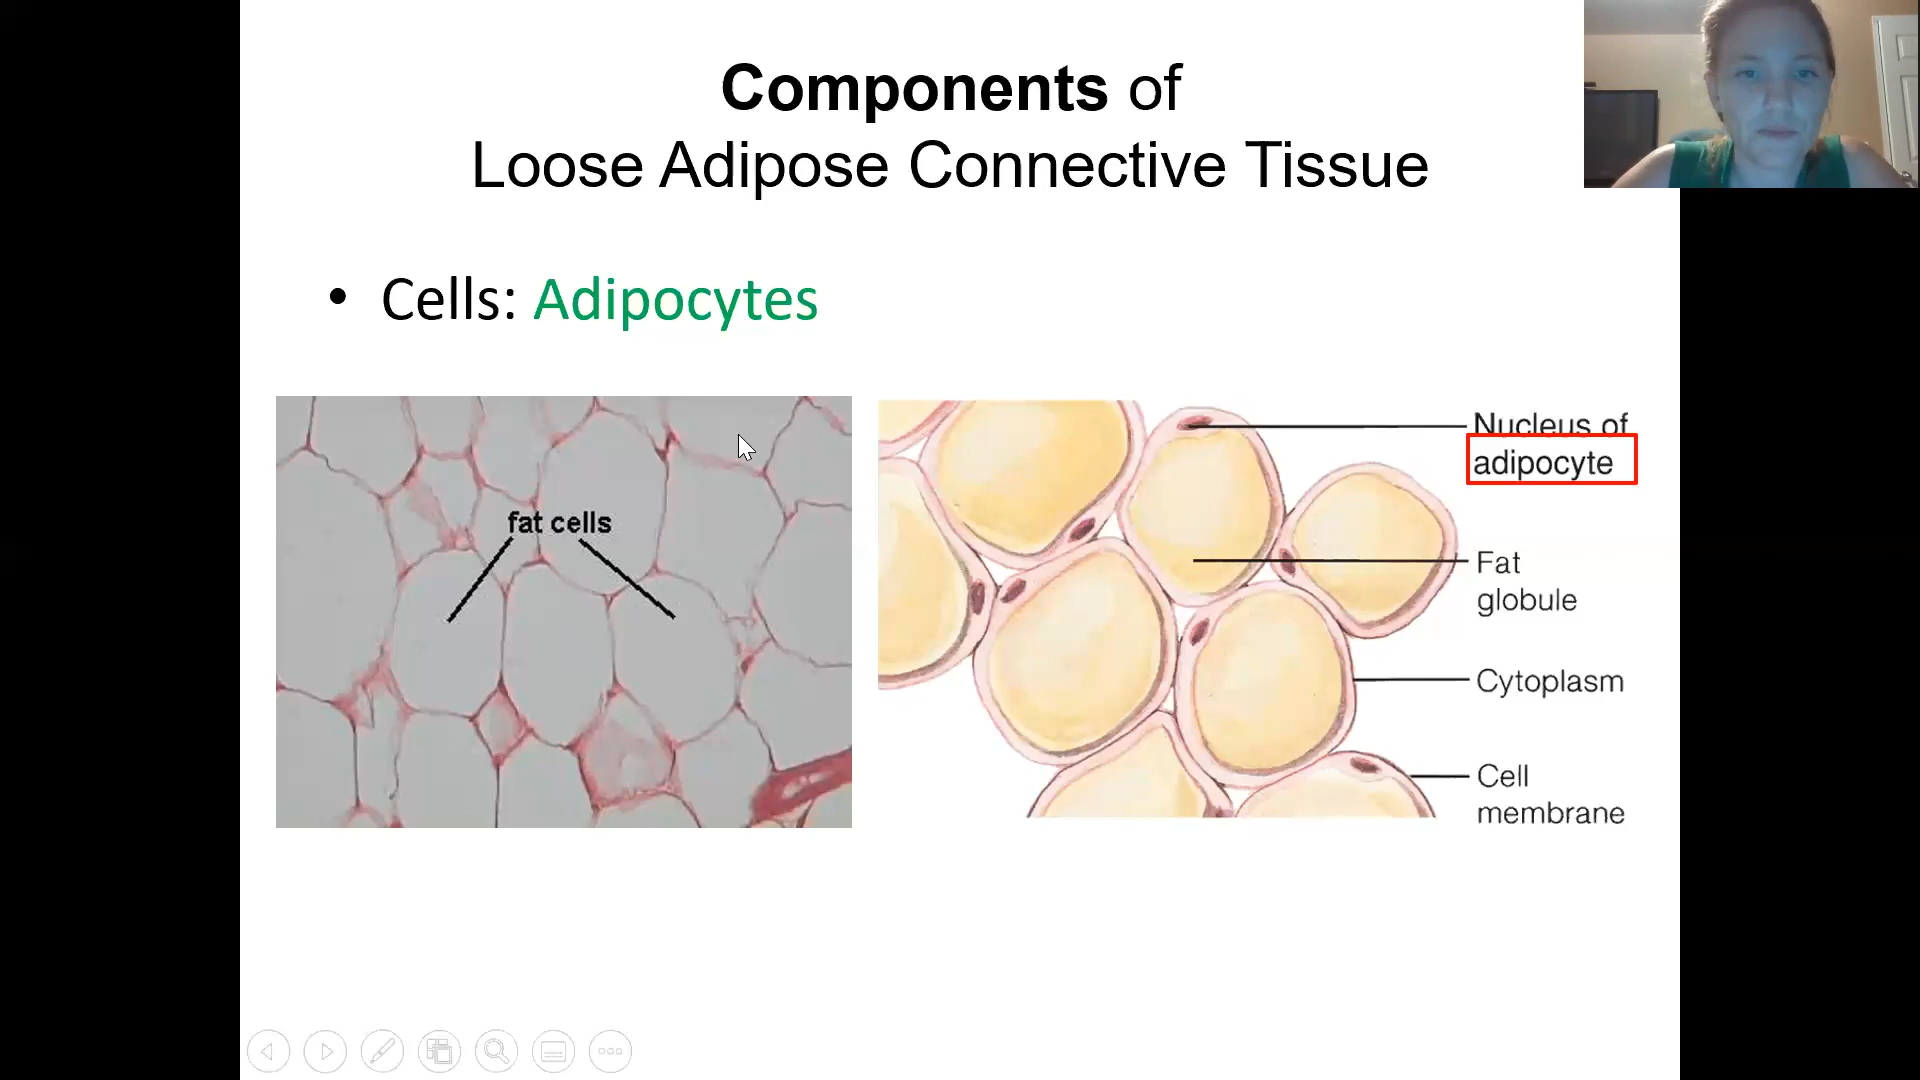 Components of
Loose Adipose Connective Tissue
• Cells: Adipocytes
fat cells
Nucleus of
adipocyte
Fat
globule
Cytoplasm
Cell
membrane